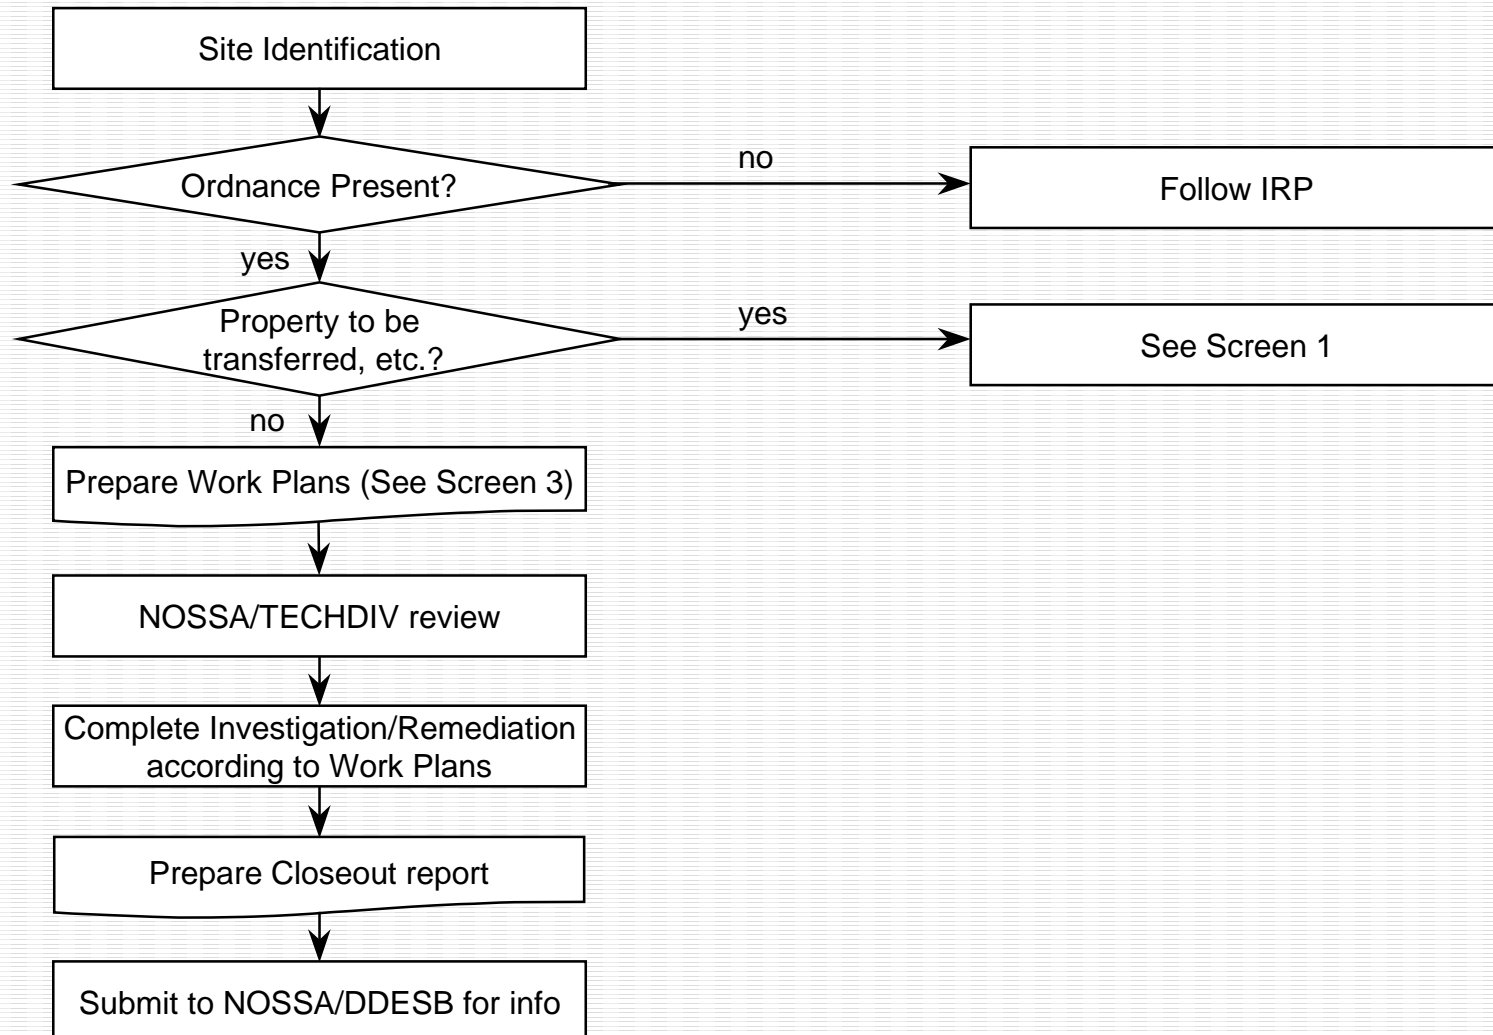 Site Identification
Ordnance Present?
no
Follow IRP
yes
Property to be
transferred, etc.?
yes
See Screen 1
no
Prepare Work Plans (See Screen 3)
NOSSA/TECHDIV review
Complete Investigation/Remediation
according to Work Plans
Prepare Closeout report
Submit to NOSSA/DDESB for info